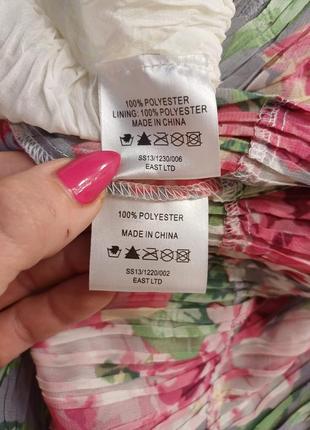 100% POLYESTER
LINING: 100% POLYESTER
MADE IN CHINA
SS13/1230/006
EAST LTD
100% POLYESTER
MADE IN CHINA
SS13/1220/002
EAST LTD